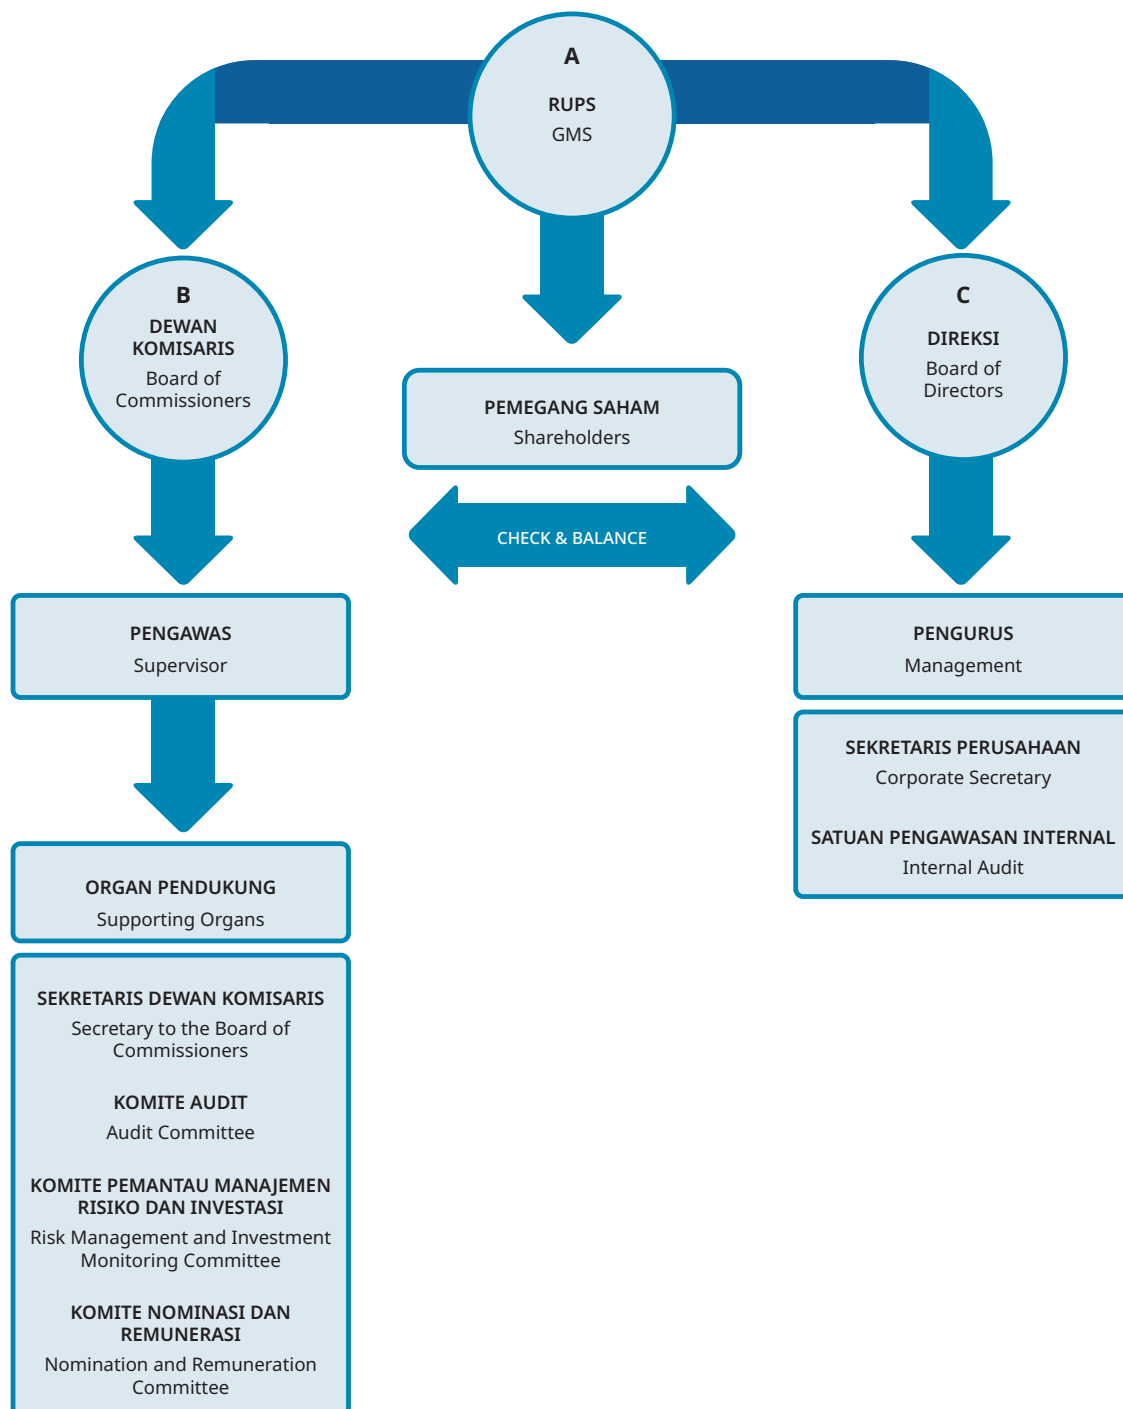 A
RUPS
GMS
B
DEWAN
KOMISARIS
Board of
Commissioners
C
DIREKSI
Board of
Directors
PEMEGANG SAHAM
Shareholders
CHECK & BALANCE
PENGAWAS
Supervisor
PENGURUS
Management
SEKRETARIS PERUSAHAAN
Corporate Secretary
SATUAN PENGAWASAN INTERNAL
Internal Audit
ORGAN PENDUKUNG
Supporting Organs
SEKRETARIS DEWAN KOMISARIS
Secretary to the Board of
Commissioners
KOMITE AUDIT
Audit Committee
KOMITE PEMANTAU MANAJEMEN
RISIKO DAN INVESTASI
Risk Management and Investment
Monitoring Committee
KOMITE NOMINASI DAN
REMUNERASI
Nomination and Remuneration
Committee